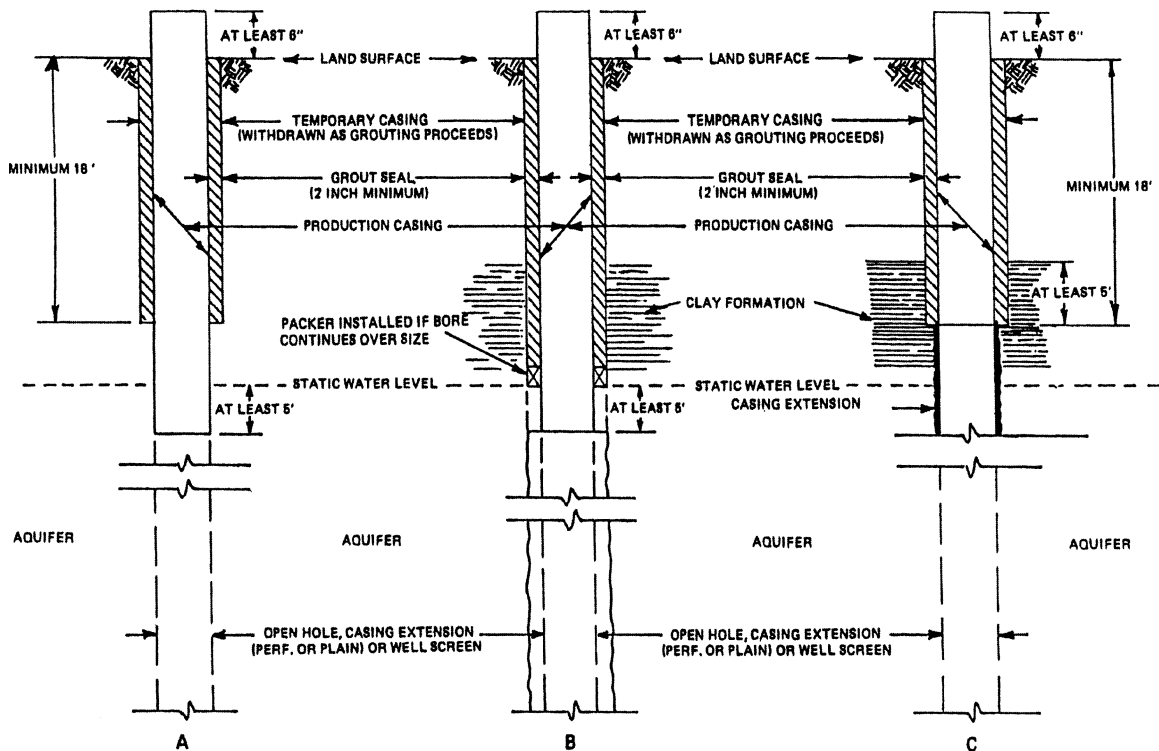 AT LEAST 6"
AT LEAST 6"
AT LEAST 6"
LAND SURFACE
LAND SURFACE
TEMPORARY CASING
(WITHDRAWN AS GROUTING PROCEEDS)
TEMPORARY CASING
(WITHDRAWN AS GROUTING PROCEEDS)
MINIMUM 18'
GROUT SEAL
(2 INCH MINIMUM)
GROUT SEAL
(2 INCH MINIMUM)
MINIMUM 18'
PRODUCTION CASING
PRODUCTION CASING
AT LEAST 5'
CLAY FORMATION
PACKER INSTALLED IF BORE
CONTINUES OVER SIZE
STATIC WATER LEVEL
STATIC WATER LEVEL
AT LEAST 5'
AT LEAST 5'
CASING EXTENSION
AQUIFER
AQUIFER
AQUIFER
AQUIFER
OPEN HOLE, CASING EXTENSION
(PERF. OR PLAIN) OR WELL SCREEN
OPEN HOLE, CASING EXTENSION
(PERF. OR PLAIN) OR WELL SCREEN
A
B
C